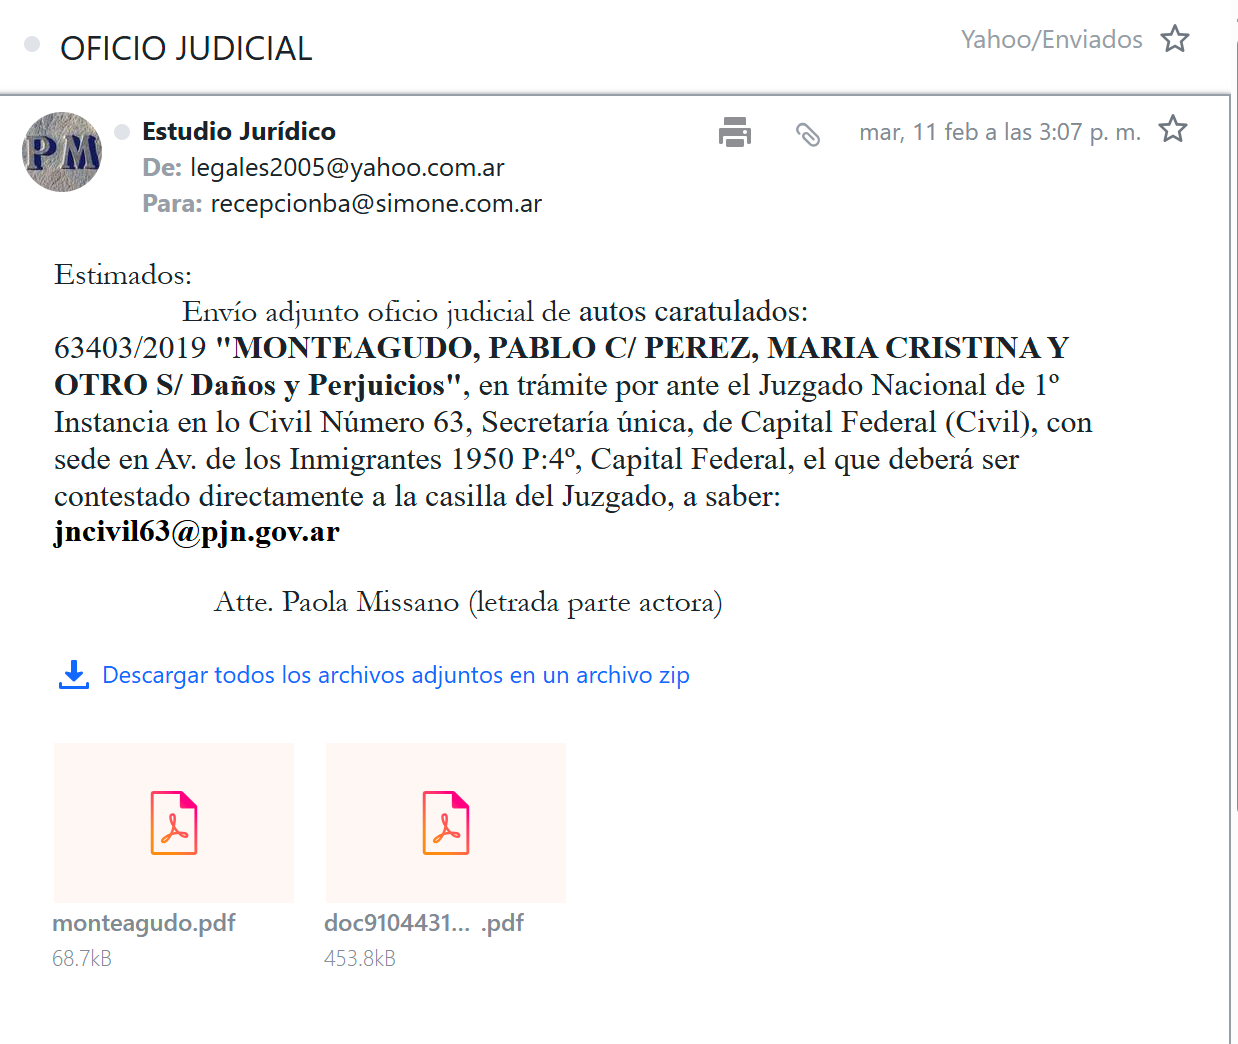 OFICIO JUDICIAL
Yahoo/Enviados
PM
Estudio Jurídico
mar, 11 feb a las 3:07 p. m.
De: legales2005@yahoo.com.ar
Para: recepcionba@simone.com.ar
Estimados:
Envío adjunto oficio judicial de autos caratulados:
63403/2019 "MONTEAGUDO, PABLO C/ PEREZ, MARIA CRISTINA Y
OTRO S/ Daños y Perjuicios", en trámite por ante el Juzgado Nacional de 1º
Instancia en lo Civil Número 63, Secretaría única, de Capital Federal (Civil), con
sede en Av. de los Inmigrantes 1950 P:4º, Capital Federal, el que deberá ser
contestado directamente a la casilla del Juzgado, a saber:
jncivil63@pjn.gov.ar
Atte. Paola Missano (letrada parte actora)
Descargar todos los archivos adjuntos en un archivo zip
monteagudo.pdf
68.7kB
doc9104431... .pdf
453.8kB